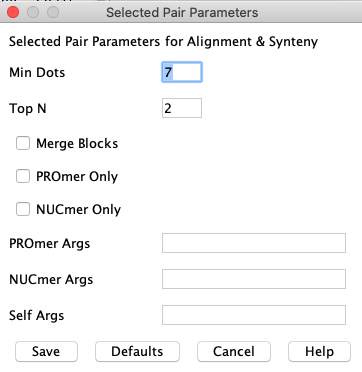 Selected Pair Parameters
Selected Pair Parameters for Alignment & Synteny
Min Dots 7
Top N 2
Merge Blocks
PROmer Only
NUCmer Only
PROmer Args
NUCmer Args
Self Args
Save Defaults Cancel Help